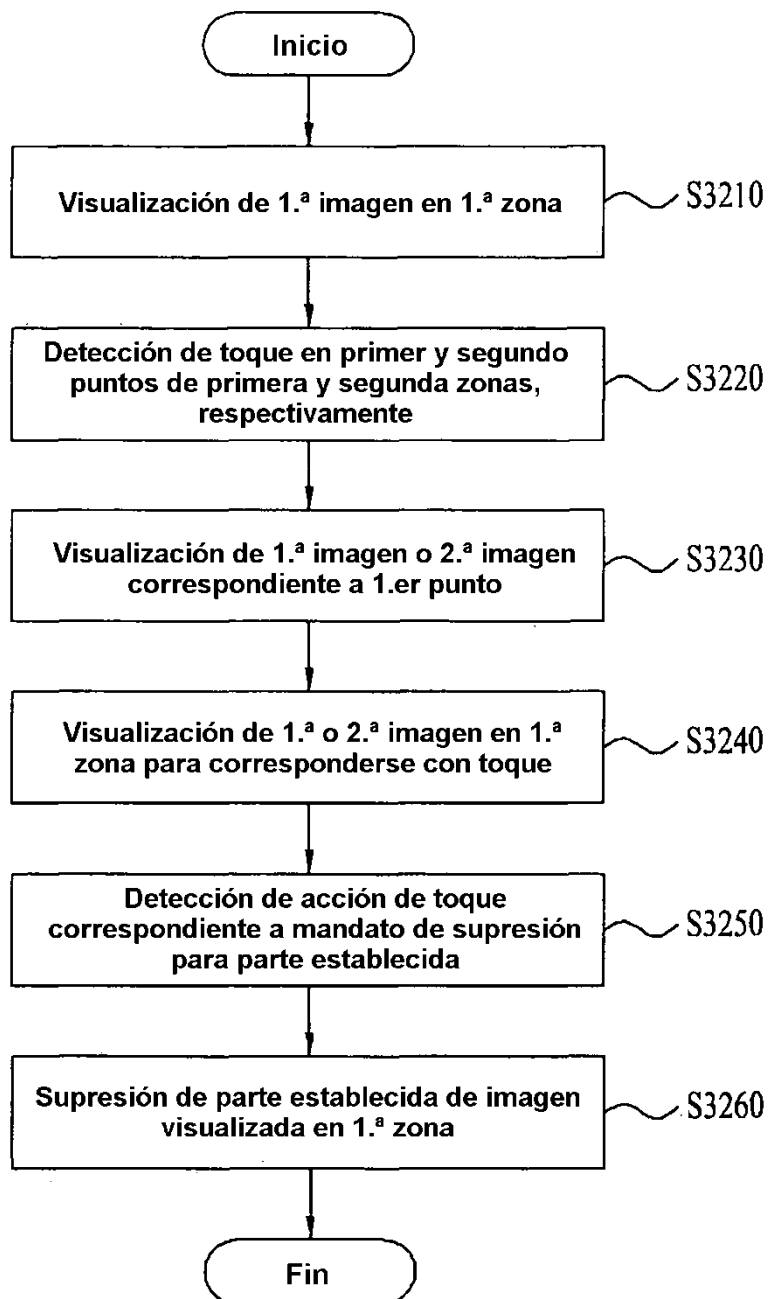 Inicio
Visualización de 1.ª imagen en 1.ª zona
S3210
Detección de toque en primer y segundo
puntos de primera y segunda zonas,
respectivamente
S3220
Visualización de 1.ª imagen o 2.ª imagen
correspondiente a 1.er punto
S3230
Visualización de 1.ª o 2.ª imagen en 1.ª
zona para corresponderse con toque
S3240
Detección de acción de toque
correspondiente a mandato de supresión
para parte establecida
S3250
Supresión de parte establecida de imagen
visualizada en 1.ª zona
S3260
Fin